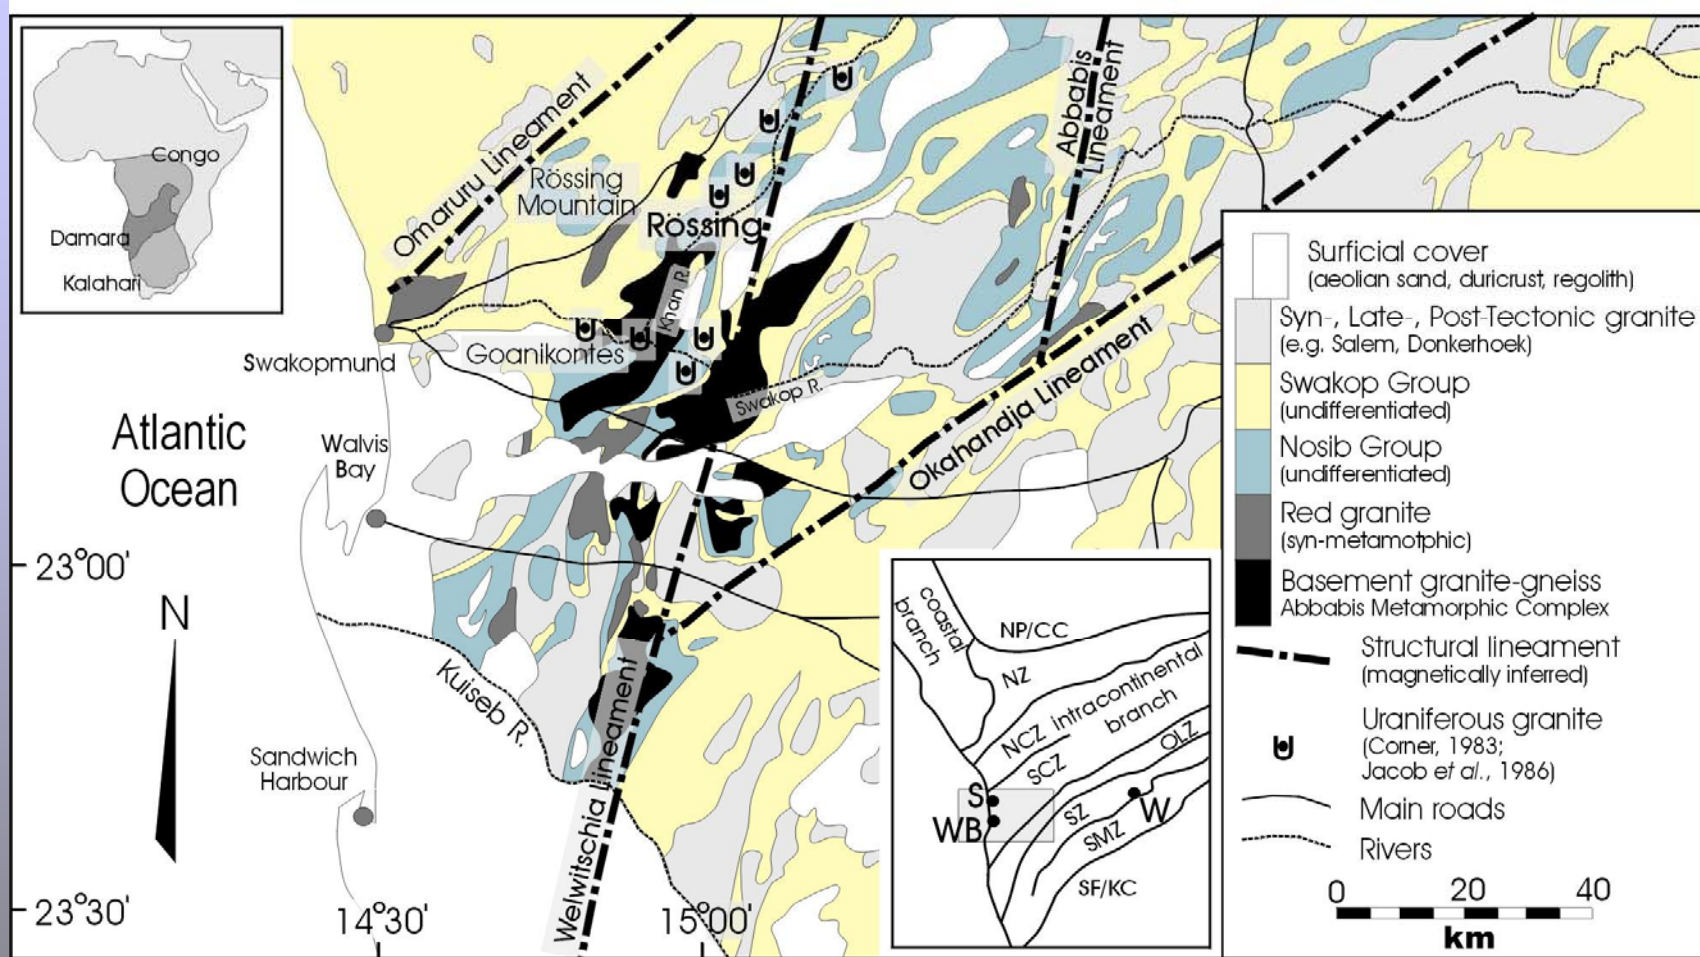 Congo
Damara
Kalahari
Omaruru Lineament
Rössing
Mountain
Rössing
Khan R.
Abbabis
Lineament
Goanikontes
Swakopmund
Swakop R.
Okahandja Lineament
Atlantic
Ocean
Walvis
Bay
23°00'
N
Kuiseb R.
Sandwich
Harbour
Welwitschia Lineament
23°30'
14°30'
15°00'
coastal
branch
NP/CC
NZ
NCZ
intracontinental
branch
SCZ
OLZ
S
WB
SZ
SMZ
W
SF/KC
Surficial cover
(aeolian sand, duricrust, regolith)
Syn-, Late-, Post-Tectonic granite
(e.g. Salem, Donkerhoek)
Swakop Group
(undifferentiated)
Nosib Group
(undifferentiated)
Red granite
(syn-metamotphic)
Basement granite-gneiss
Abbabis Metamorphic Complex
Structural lineament
(magnetically inferred)
Uraniferous granite
(Corner, 1983;
Jacob et al., 1986)
Main roads
Rivers
0 20 40
km